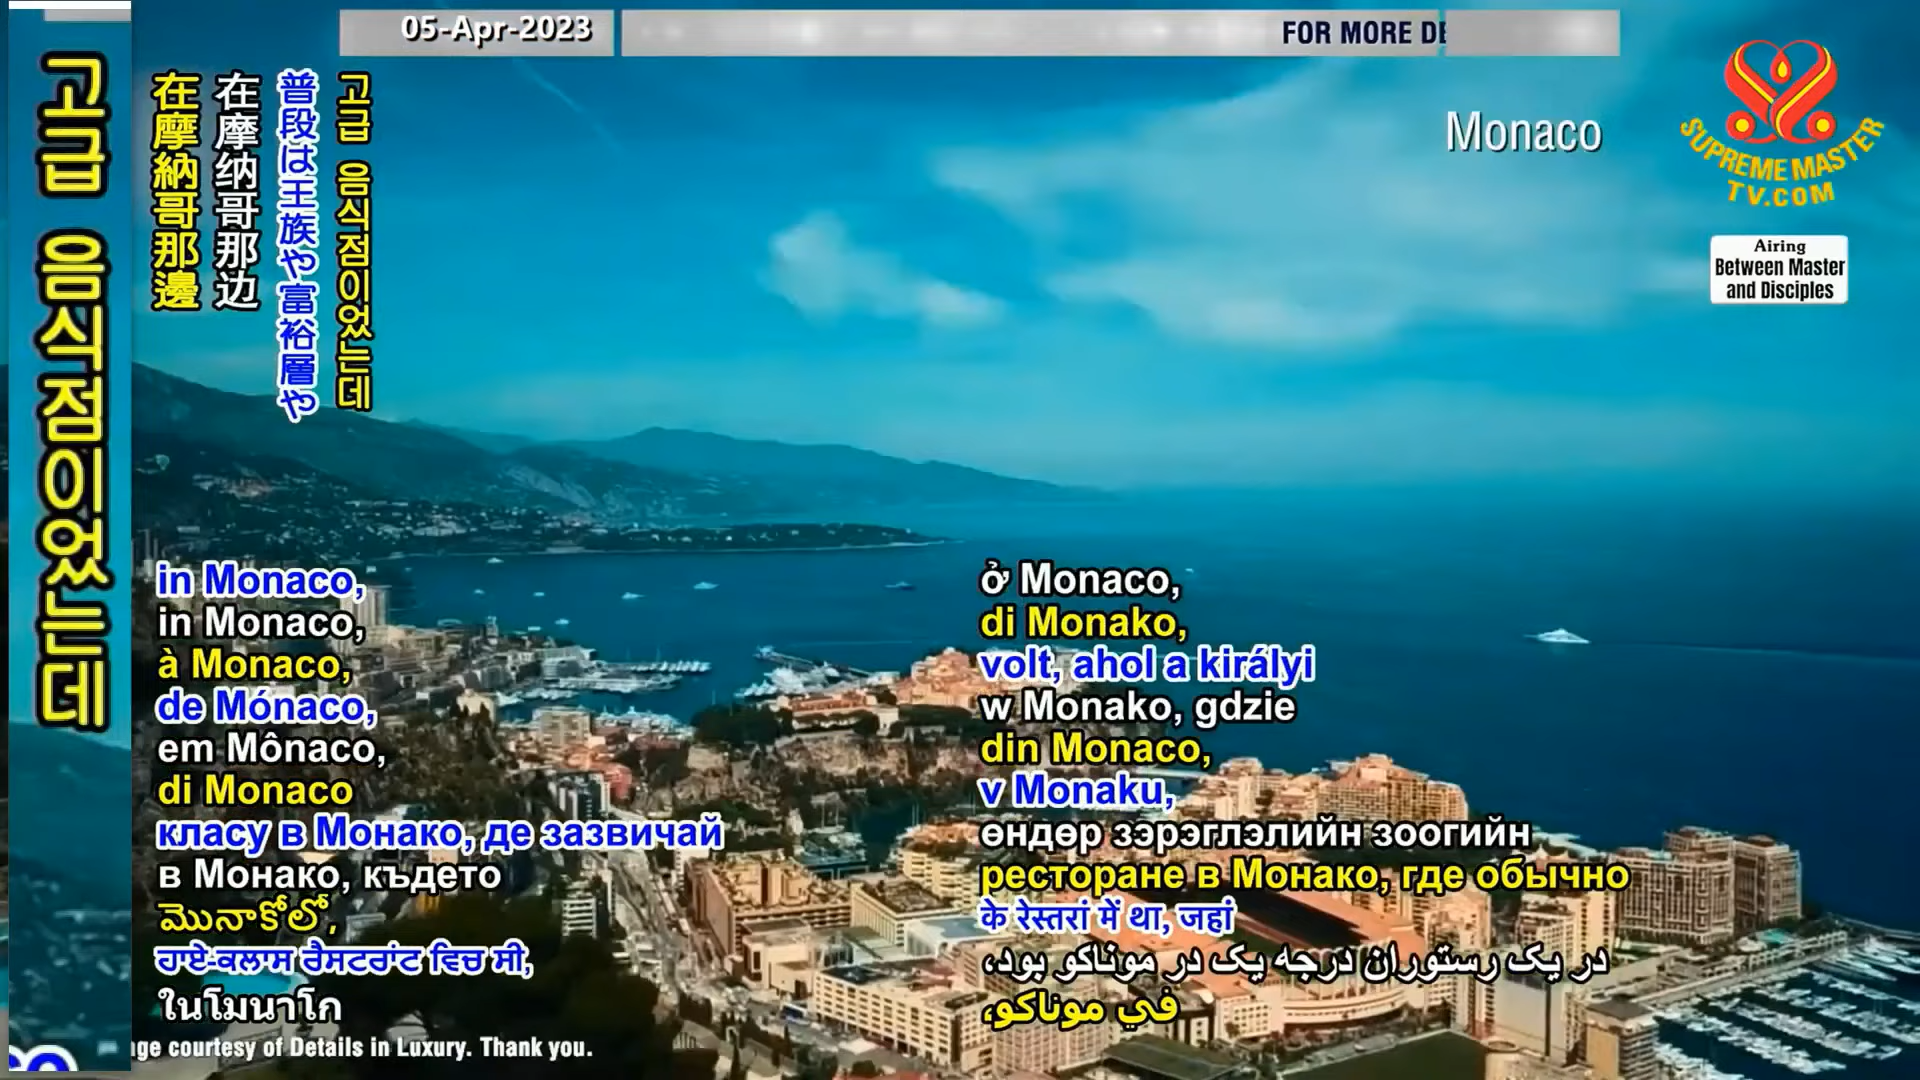 05-Apr-2023
FOR MORE
Monaco
SUPREME MASTER
TV.COM
Airing
Between Master
and Disciples
고급 음식점이었는데
在摩納哥那邊
在摩纳哥那边
普段は王族や富裕層や
고급 음식점이었는데
in Monaco,
in Monaco,
à Monaco,
de Mónaco,
em Mônaco,
di Monaco
класу в Монако, де зазвичай
в Монако, където
మొనాకోలో,
ਹਾਏ-ਕਲਾਸ ਰੈਸਟਰਾਂਟ ਵਿਚ ਸੀ,
ในโมนาโก
ở Monaco,
di Monako,
volt, ahol a királyi
w Monako, gdzie
din Monaco,
v Monaku,
өндөр зэрэглэлийн зоогийн
ресторане в Монако, где обычно
के रेस्तरां में था, जहां
در یک رستوران درجه یک در موناکو بود،
في موناكو،
courtesy of Details in Luxury. Thank you.